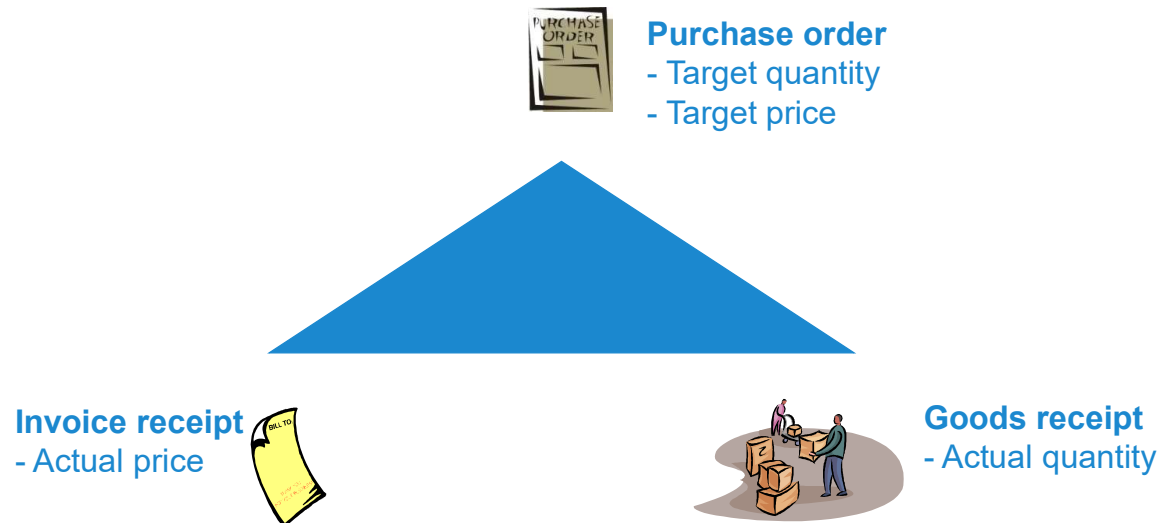 PURCHASE
ORDER
Purchase order
- Target quantity
- Target price
Invoice receipt
- Actual price
BILL TO
Goods receipt
- Actual quantity